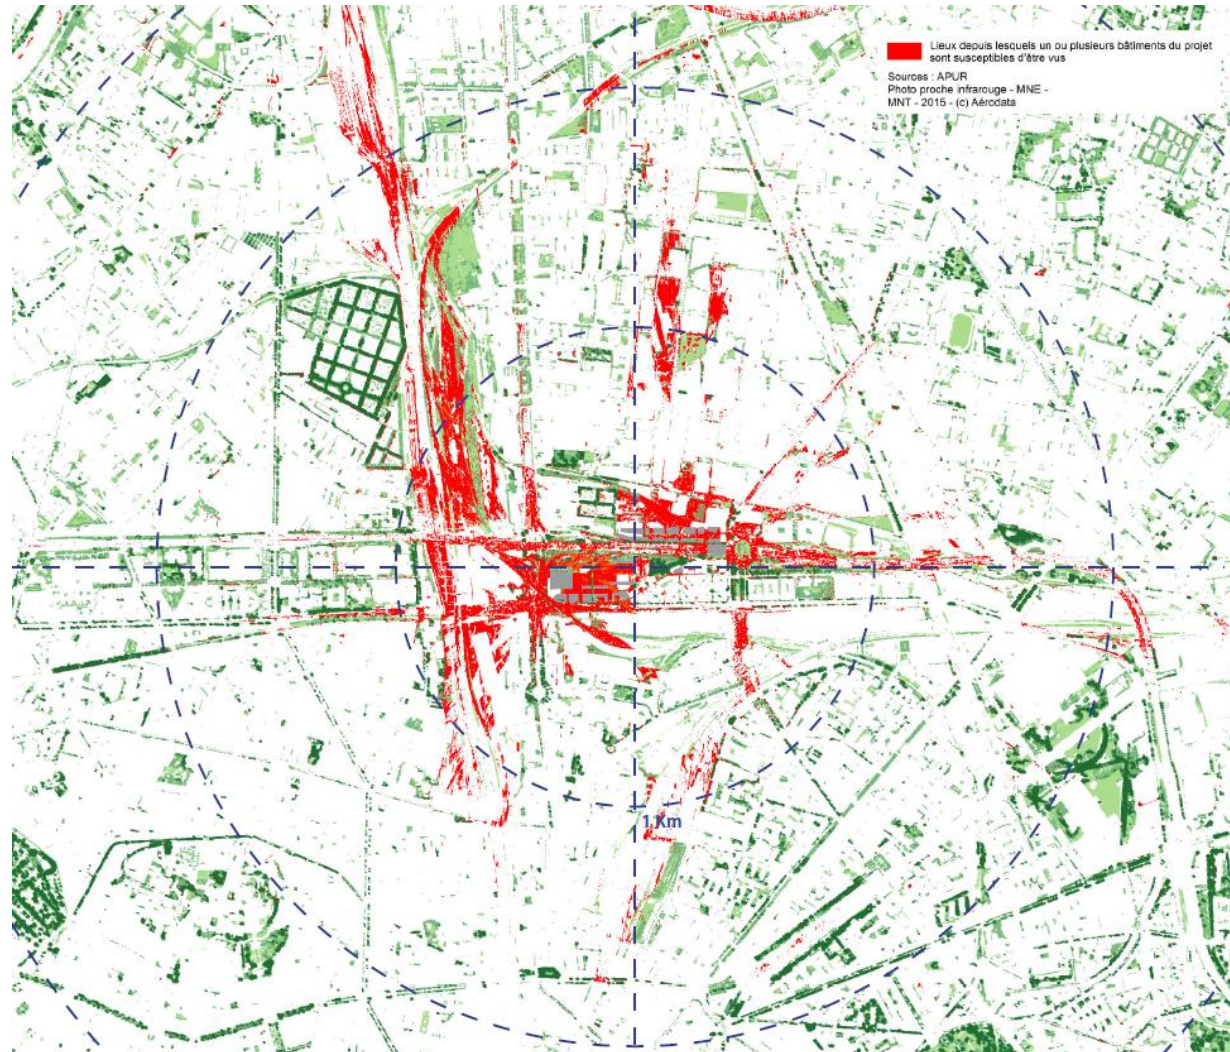 Lieux depuis lesquels un ou plusieurs bâtiments du projet
sont susceptibles d'être vus
Sources : APUR
Photo proche infrarouge - MNE -
MNT - 2015 - (c) Aérodata
1 Km